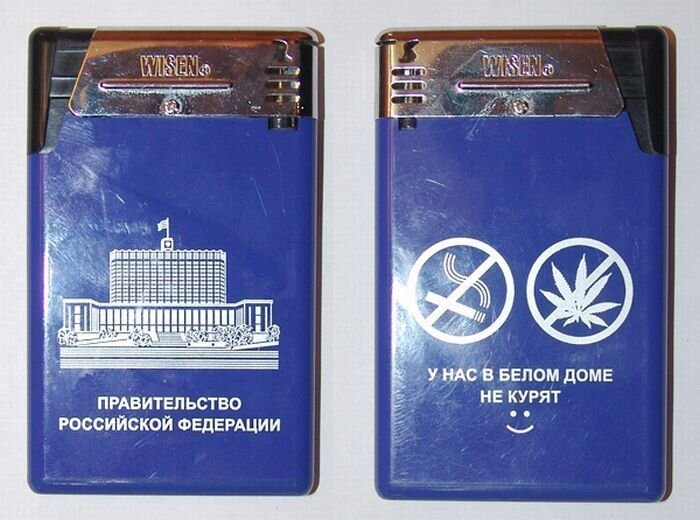 WISEN®
ПРАВИТЕЛЬСТВО
РОССИЙСКОЙ ФЕДЕРАЦИИ
WISEN®
У НАС В БЕЛОМ ДОМЕ
НЕ КУРЯТ